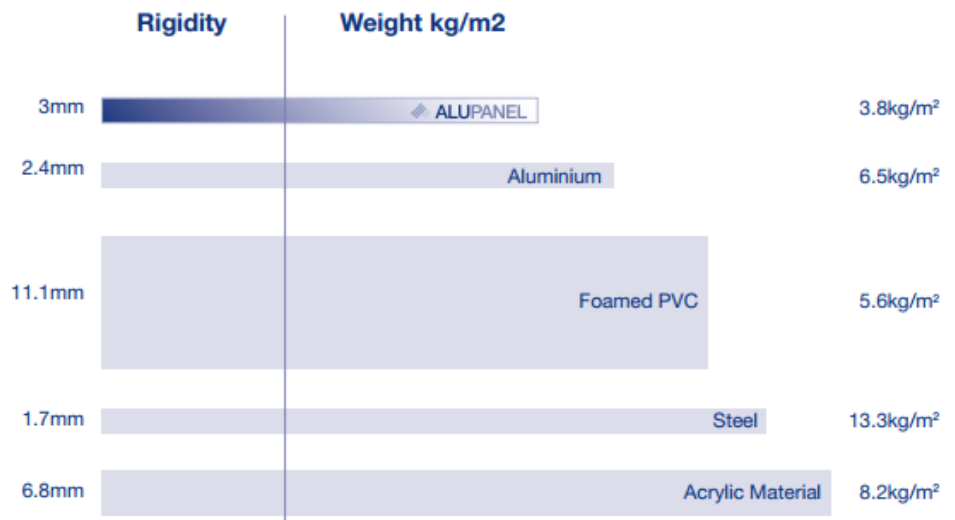 Rigidity Weight kg/m2
3mm ALUPANEL 3.8kg/m²
2.4mm Aluminium 6.5kg/m²
11.1mm Foamed PVC 5.6kg/m²
1.7mm Steel 13.3kg/m²
6.8mm Acrylic Material 8.2kg/m²